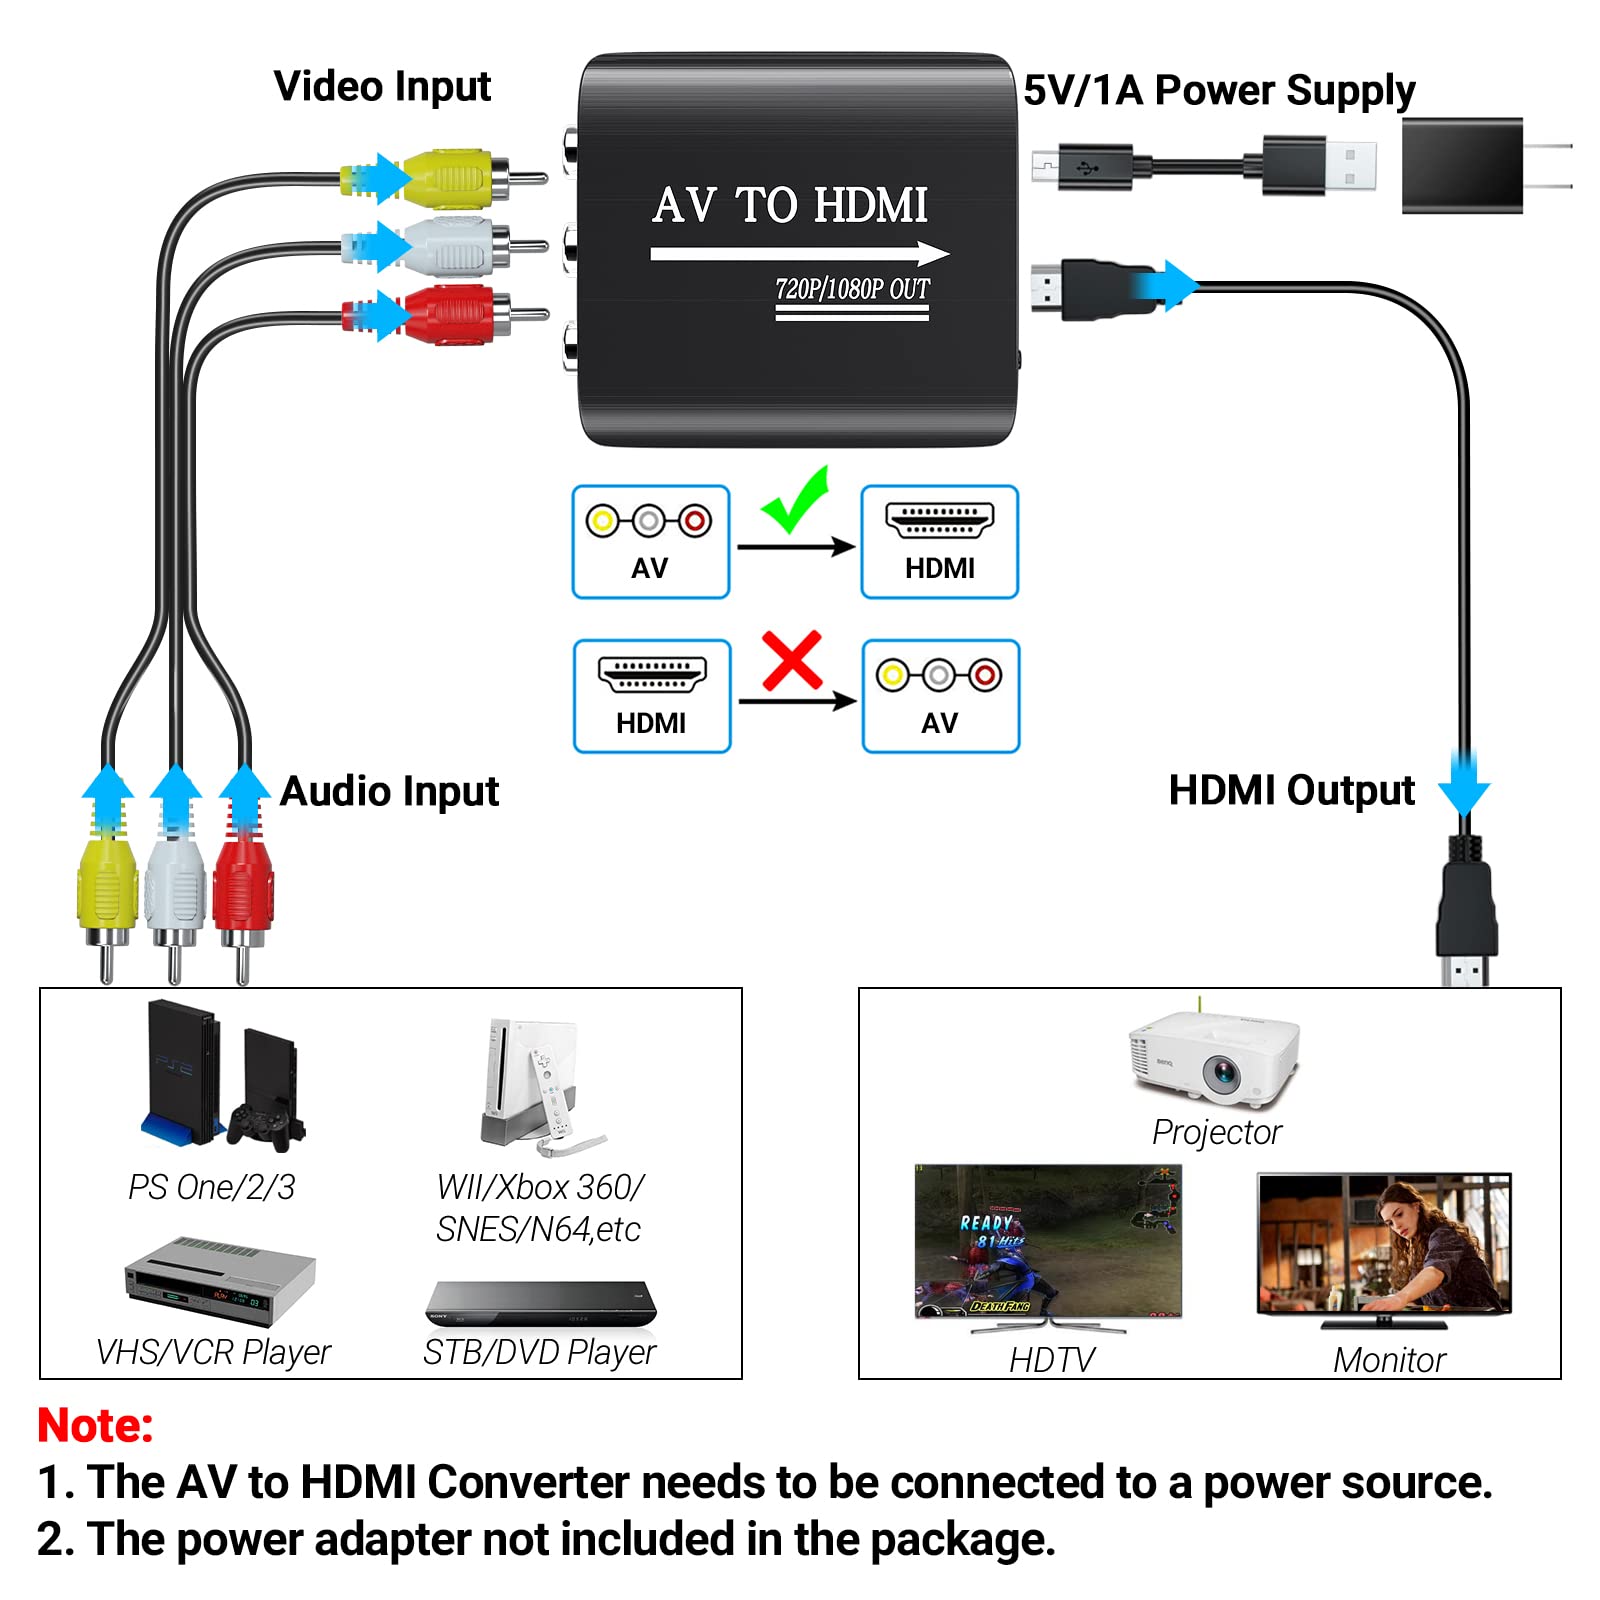 Video Input
5V/1A Power Supply
AV TO HDMI
720P/1080P OUT
AV
HDMI
HDMI
AV
Audio Input
HDMI Output
PS2
BenQ
Projector
PS One/2/3
WII/Xbox 360/
SNES/N64,etc
READY
81 Hits
DEATH FANG
SONY
VHS/VCR Player
STB/DVD Player
HDTV
Monitor
Note:
1. The AV to HDMI Converter needs to be connected to a power source.
2. The power adapter not included in the package.